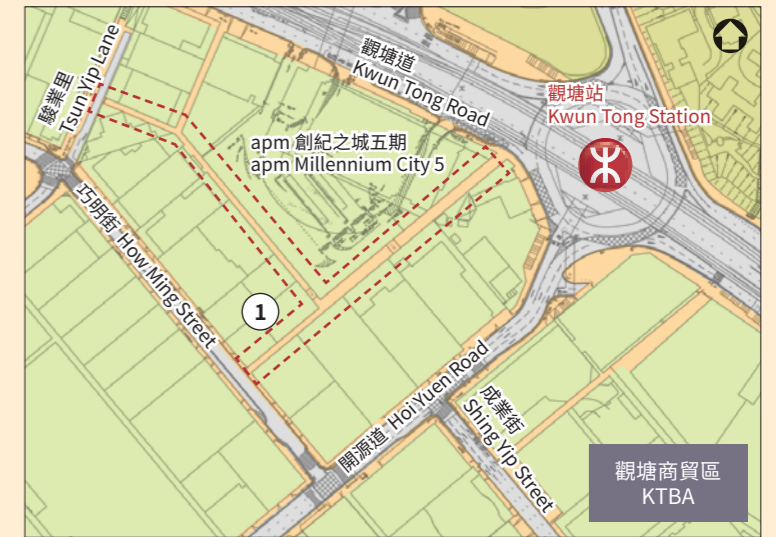 觀塘道
Kwun Tong Road
駿業里
Tsun Yip Lane
觀塘站
Kwun Tong Station
apm 創紀之城五期
apm Millennium City 5
巧明街 How Ming Street
1
開源道 Hoi Yuen Road
成業街
Shing Yip Street
觀塘商貿區
KTBA